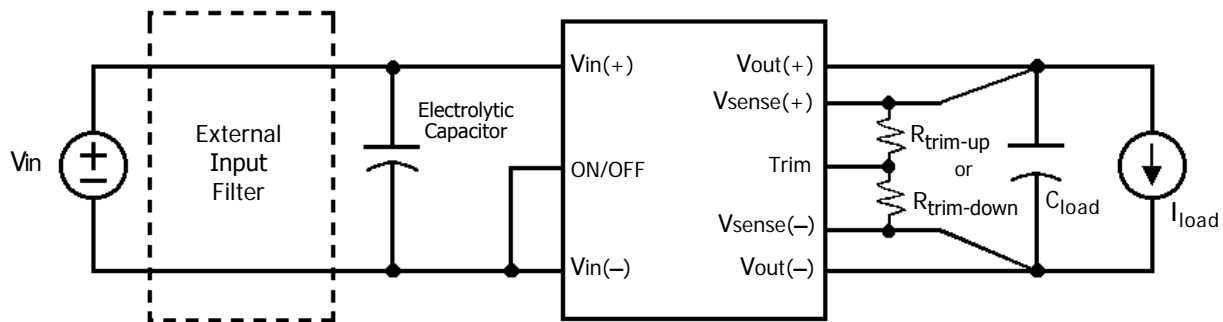 Vin
External
Input
Filter
Electrolytic
Capacitor
Vin(+)
ON/OFF
Vin(−)
Vout(+)
Vsense(+)
Trim
Vsense(−)
Vout(−)
Rtrim-up
or
Rtrim-down
Cload
Iload